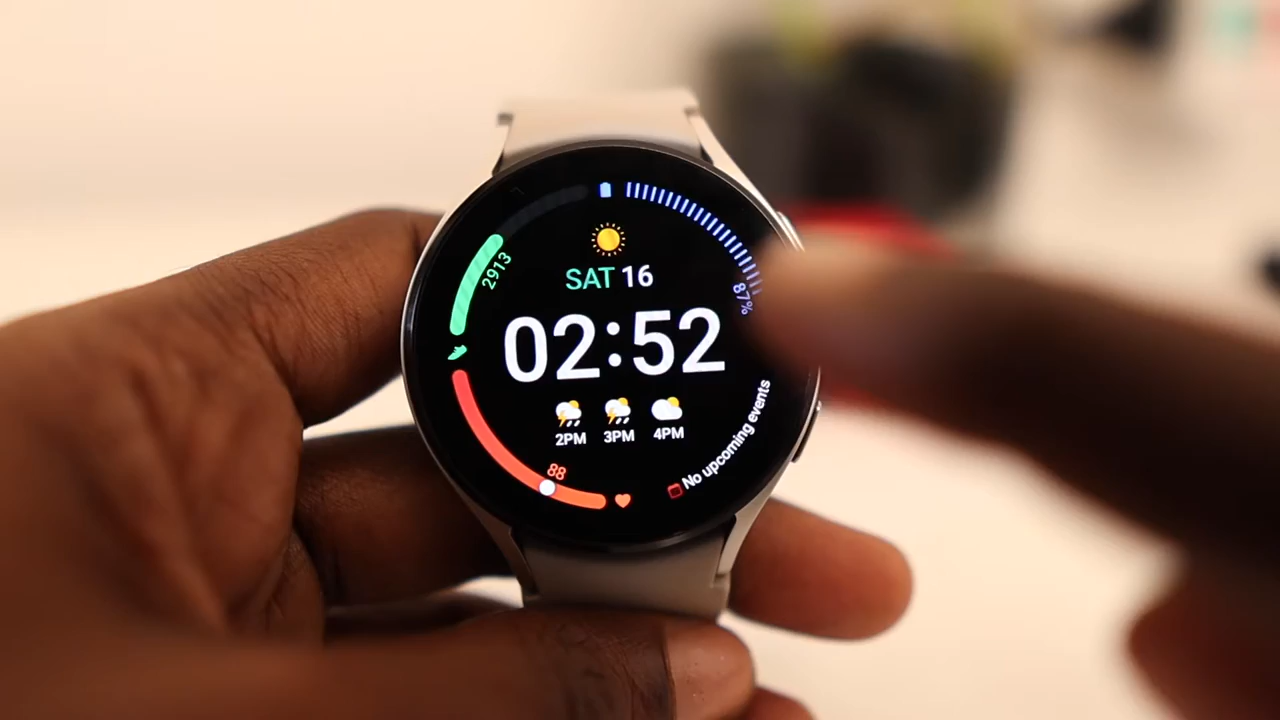 87%
2913
SAT 16
02:52
2PM 3PM 4PM
88
No upcoming events